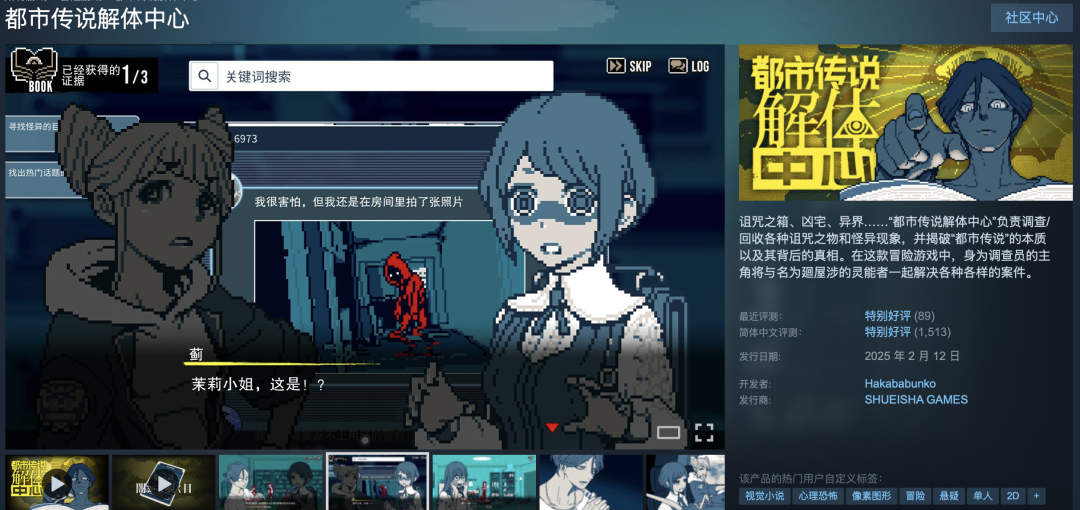 都市传说解体中心
社区中心
BOOK
已经获得的
证据
1/3
关键词搜索
SKIP
LOG
寻找怪异的目
找出热门话题
6973
我很害怕，但我还是在房间里拍了张照片
蓟
茉莉小姐，这是！？
都市传说
解体
中心
诅咒之箱、凶宅、异界……“都市传说解体中心”负责调查/
回收各种诅咒之物和怪异现象，并揭破“都市传说”的本质
以及其背后的真相。在这款冒险游戏中，身为调查员的主
角将与名为廻屋涉的灵能者一起解决各种各样的案件。
最近评测： 特别好评 (89)
简体中文评测： 特别好评 (1,513)
发行日期： 2025 年 2 月 12 日
开发者： Hakababunko
发行商： SHUEISHA GAMES
该产品的热门用户自定义标签：
视觉小说 心理恐怖 像素图形 冒险 悬疑 单人 2D +
都市传说
解体
中心